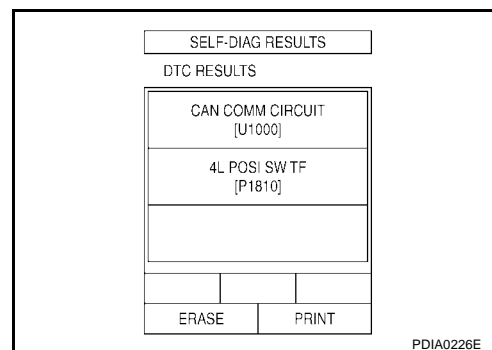 SELF-DIAG RESULTS
DTC RESULTS
CAN COMM CIRCUIT
[U1000]
4L POSI SW TF
[P1810]
ERASE
PRINT
PDIA0226E